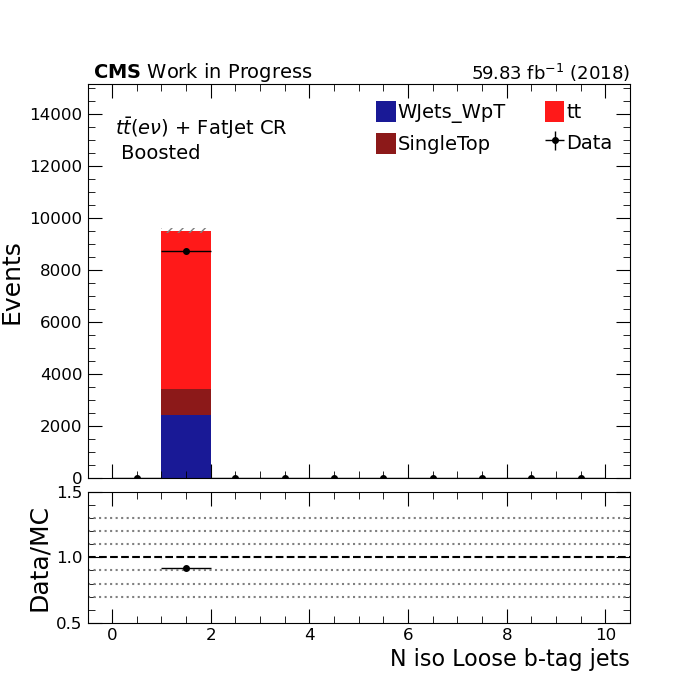 CMS Work in Progress 59.83 fb⁻¹ (2018)
tt̄(eν) + FatJet CR
Boosted
WJets_WpT
tt
SingleTop
Data
Events
14000
12000
10000
8000
6000
4000
2000
0
Data/MC
1.5
1.0
0.5
0 2 4 6 8 10
N iso Loose b-tag jets